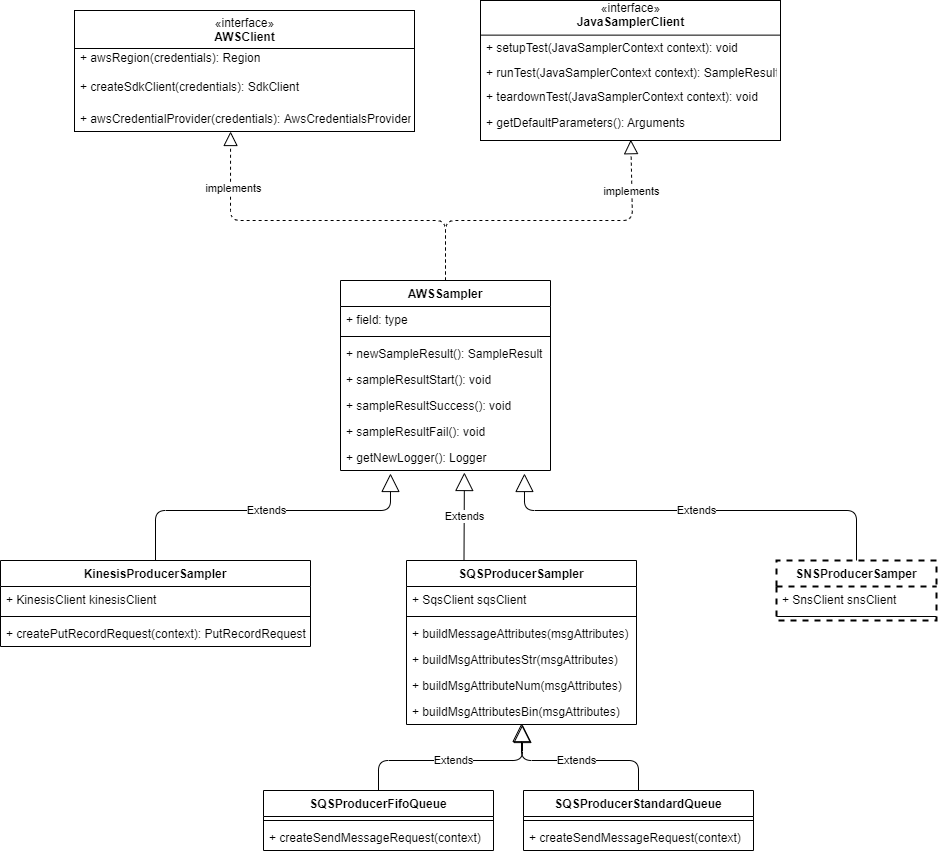 «interface»
AWSClient
+ awsRegion(credentials): Region
+ createSdkClient(credentials): SdkClient
+ awsCredentialProvider(credentials): AwsCredentialsProvider
«interface»
JavaSamplerClient
+ setupTest(JavaSamplerContext context): void
+ runTest(JavaSamplerContext context): SampleResult
+ teardownTest(JavaSamplerContext context): void
+ getDefaultParameters(): Arguments
implements
implements
AWSSampler
+ field: type
+ newSampleResult(): SampleResult
+ sampleResultStart(): void
+ sampleResultSuccess(): void
+ sampleResultFail(): void
+ getNewLogger(): Logger
Extends
Extends
Extends
KinesisProducerSampler
+ KinesisClient kinesisClient
+ createPutRecordRequest(context): PutRecordRequest
SQSProducerSampler
+ SqsClient sqsClient
+ buildMessageAttributes(msgAttributes)
+ buildMsgAttributesStr(msgAttributes)
+ buildMsgAttributeNum(msgAttributes)
+ buildMsgAttributesBin(msgAttributes)
SNSProducerSamper
+ SnsClient snsClient
Extends
Extends
SQSProducerFifoQueue
+ createSendMessageRequest(context)
SQSProducerStandardQueue
+ createSendMessageRequest(context)